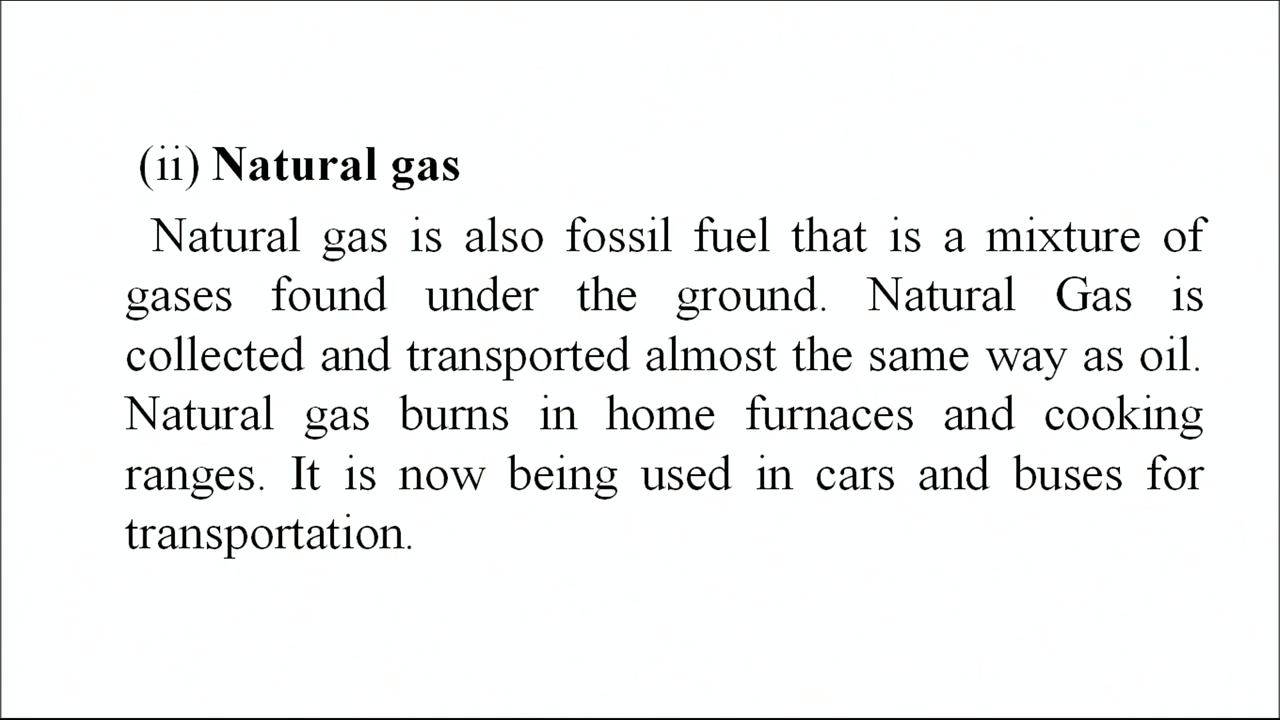 (ii) Natural gas
Natural gas is also fossil fuel that is a mixture of
gases found under the ground. Natural Gas is
collected and transported almost the same way as oil.
Natural gas burns in home furnaces and cooking
ranges. It is now being used in cars and buses for
transportation.